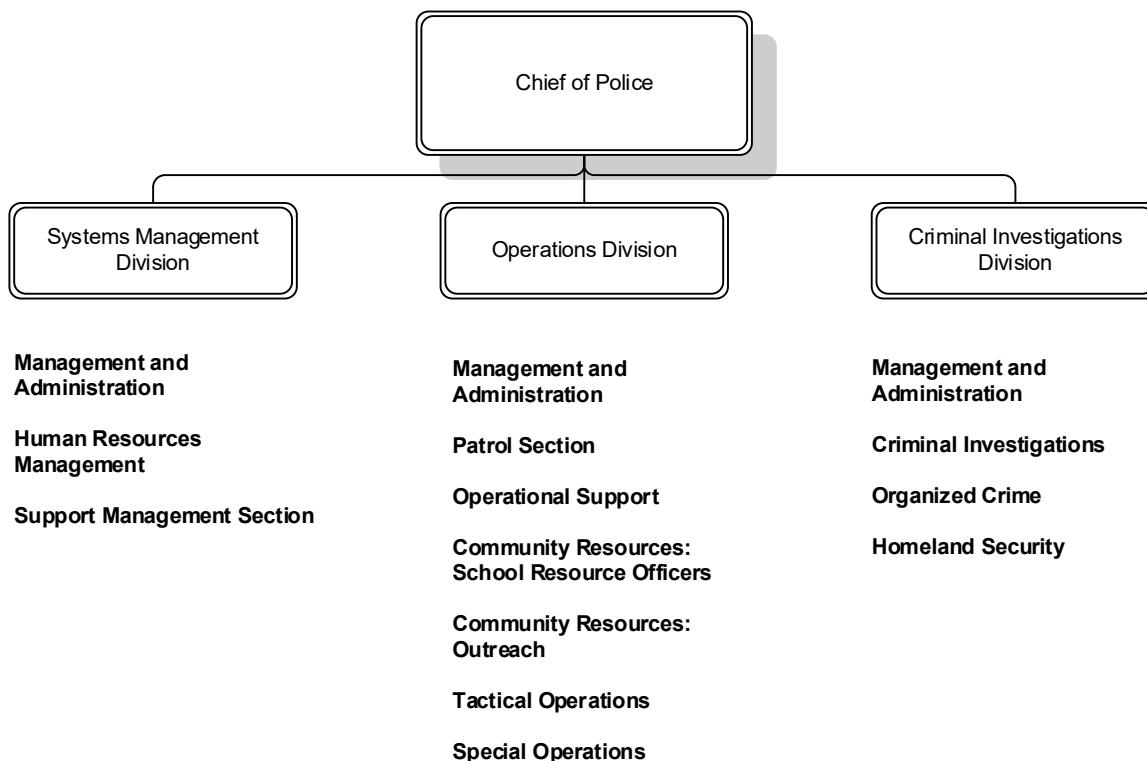 Chief of Police
Systems Management
Division
Operations Division
Criminal Investigations
Division
Management and
Administration
Human Resources
Management
Support Management Section
Management and
Administration
Patrol Section
Operational Support
Community Resources:
School Resource Officers
Community Resources:
Outreach
Tactical Operations
Special Operations
Management and
Administration
Criminal Investigations
Organized Crime
Homeland Security